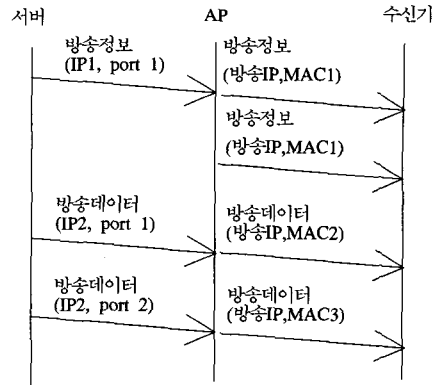 서버
AP
수신기
방송정보
(IP1, port 1)
방송정보
(방송IP,MAC1)
방송정보
(방송IP,MAC1)
방송데이터
(IP2, port 1)
방송데이터
(방송IP,MAC2)
방송데이터
(IP2, port 2)
방송데이터
(방송IP,MAC3)